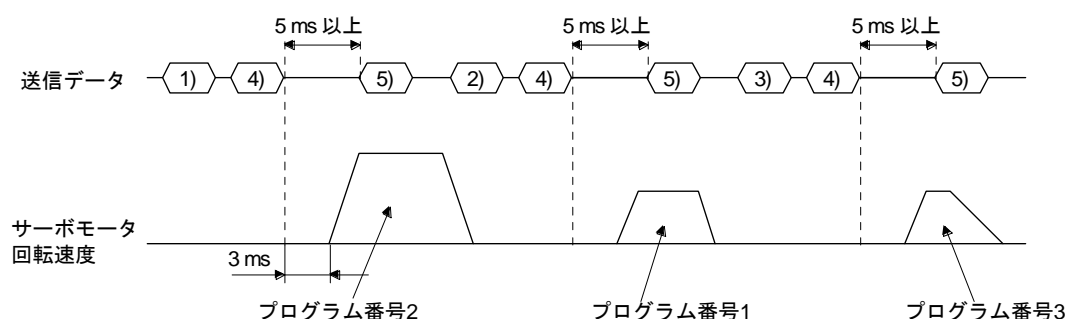 5 ms 以上
5 ms 以上
5 ms 以上
送信データ
1)
4)
5)
2)
4)
5)
3)
4)
5)
サーボモータ
回転速度
3 ms
プログラム番号2
プログラム番号1
プログラム番号3